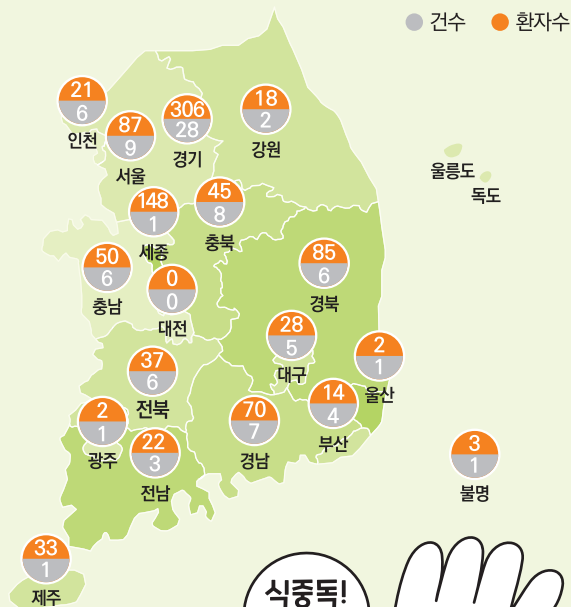 건수 환자수
21
6
인천
87
9
서울
306
28
경기
18
2
강원
울릉도
독도
148
1
세종
45
8
충북
50
6
충남
0
0
대전
85
6
경북
28
5
대구
2
1
울산
37
6
전북
14
4
부산
2
1
광주
22
3
전남
70
7
경남
3
1
불명
33
1
제주
식중독!